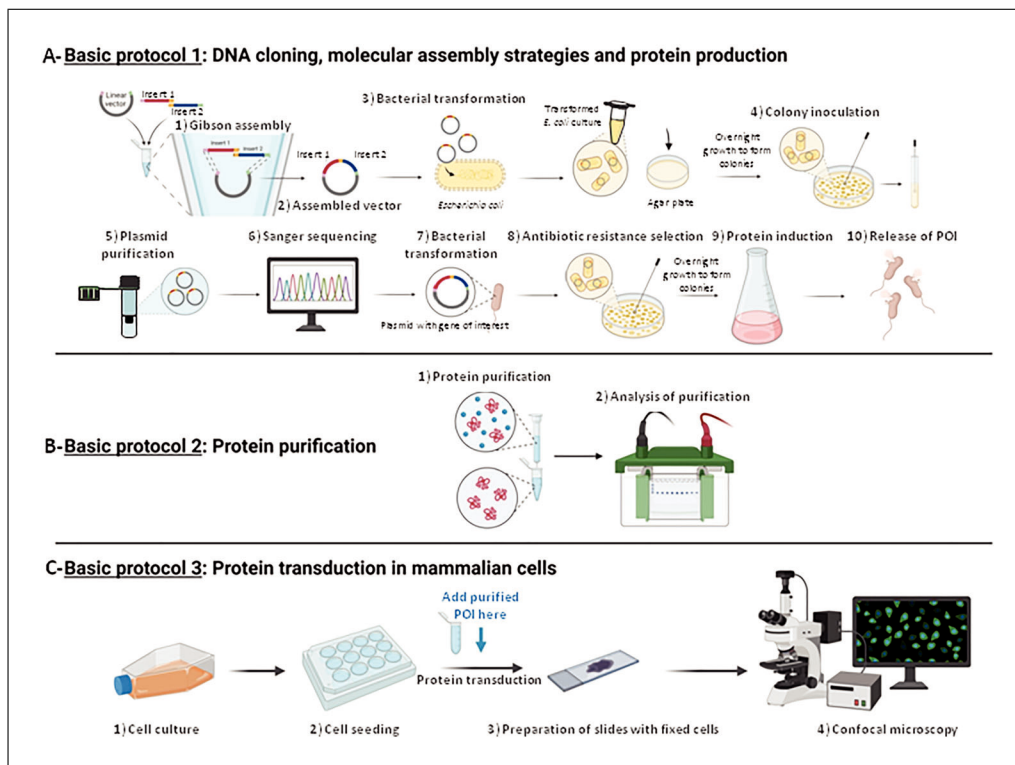 A- Basic protocol 1: DNA cloning, molecular assembly strategies and protein production
Linear
vector
Insert 1
Insert 2
1) Gibson assembly
Insert 1
Insert 2
Insert 1
Insert 2
2) Assembled vector
3) Bacterial transformation
Escherichia coli
Transformed
E. coli culture
Agar plate
Overnight
growth to form
colonies
4) Colony inoculation
5) Plasmid
purification
6) Sanger sequencing
7) Bacterial
transformation
Plasmid with gene of interest
8) Antibiotic resistance selection
Overnight
growth to form
colonies
9) Protein induction
10) Release of POI
B- Basic protocol 2: Protein purification
1) Protein purification
2) Analysis of purification
C- Basic protocol 3: Protein transduction in mammalian cells
Add purified
POI here
Protein transduction
1) Cell culture
2) Cell seeding
3) Preparation of slides with fixed cells
4) Confocal microscopy